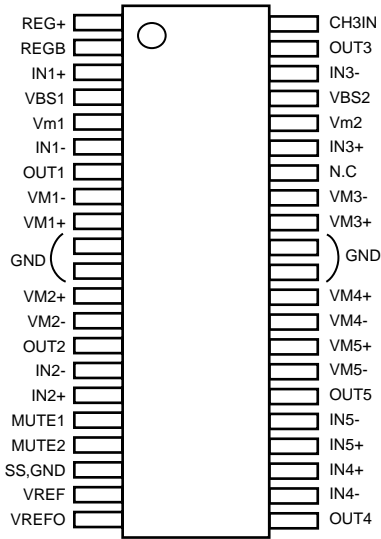 REG+
REGB
IN1+
VBS1
Vm1
IN1-
OUT1
VM1-
VM1+
GND
VM2+
VM2-
OUT2
IN2-
IN2+
MUTE1
MUTE2
SS,GND
VREF
VREFO
CH3IN
OUT3
IN3-
VBS2
Vm2
IN3+
N.C
VM3-
VM3+
GND
VM4+
VM4-
VM5+
VM5-
OUT5
IN5-
IN5+
IN4+
IN4-
OUT4